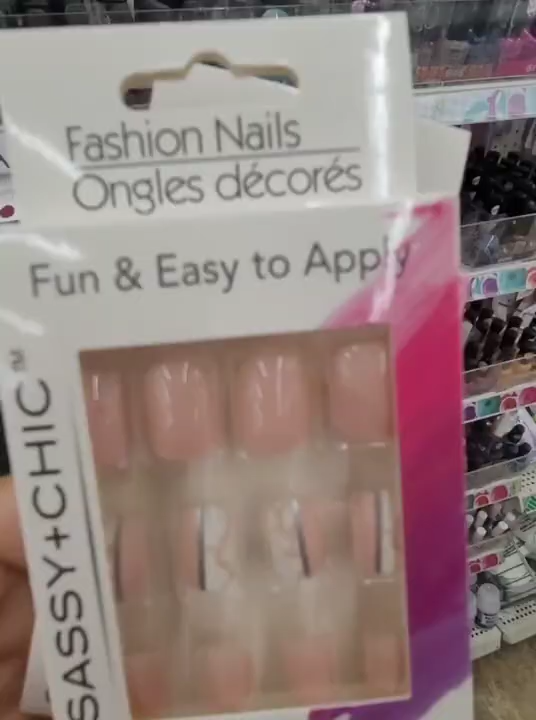 Fashion Nails
Ongles décorés
Fun & Easy to Apply
SASSY+CHIC™